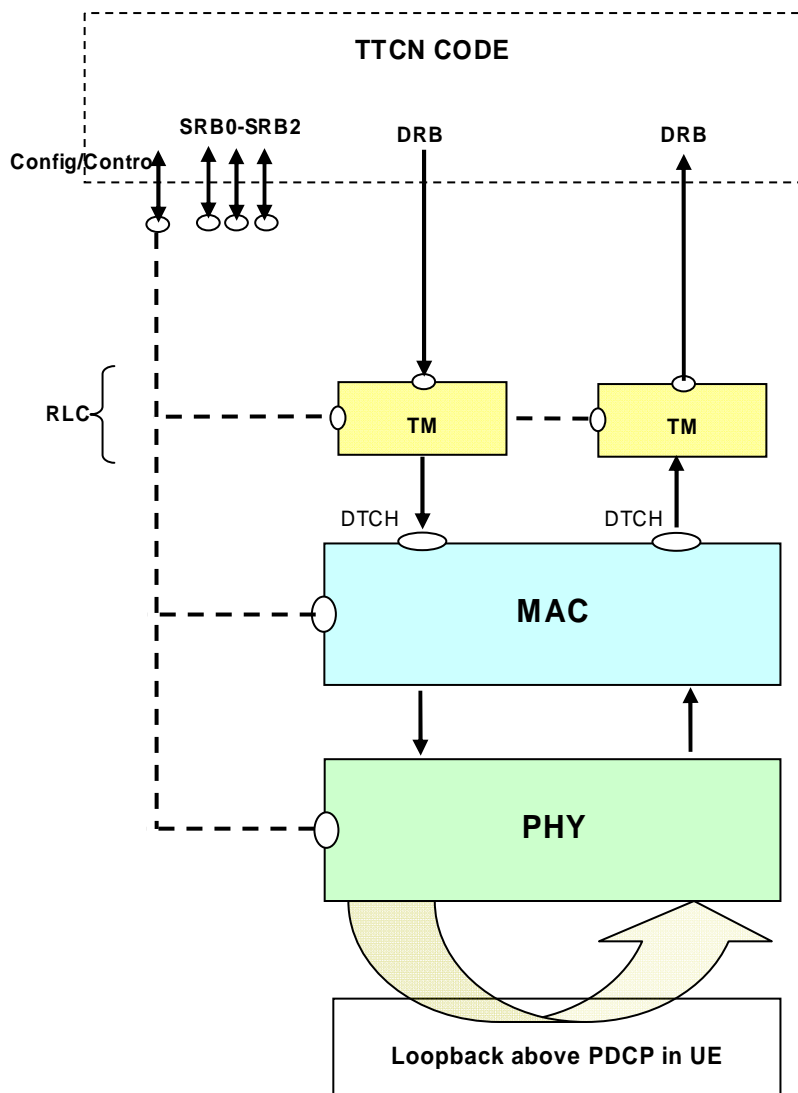 TTCN CODE
SRB0-SRB2
DRB
DRB
Config/Contro
RLC
TM
TM
DTCH
DTCH
MAC
PHY
Loopback above PDCP in UE